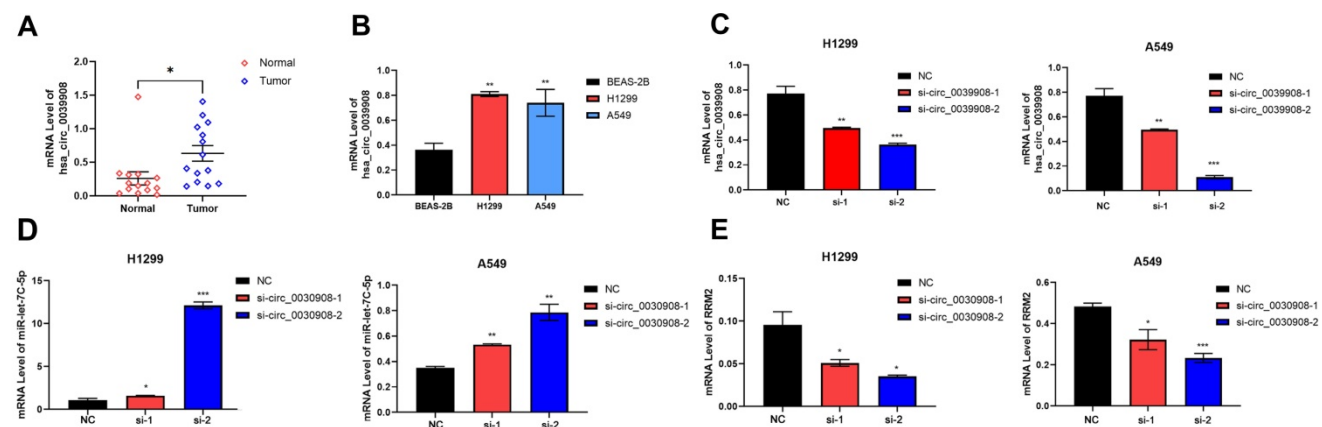 A
mRNA Level of
hsa_circ_0039908
2.0
1.5
1.0
0.5
0.0
*
Normal
Tumor
Normal
Tumor
B
mRNA Level of
hsa_circ_0039908
1.0
0.8
0.6
0.4
0.2
0.0
**
**
BEAS-2B
H1299
A549
BEAS-2B
H1299
A549
C
H1299
mRNA Level of
hsa_circ_0039908
1.0
0.8
0.6
0.4
0.2
0.0
**
***
NC
si-1
si-2
NC
si-circ_0039908-1
si-circ_0039908-2
A549
mRNA Level of
hsa_circ_0039908
1.0
0.8
0.6
0.4
0.2
0.0
**
***
NC
si-1
si-2
NC
si-circ_0039908-1
si-circ_0039908-2
D
H1299
mRNA Level of miR-let-7C-5p
15
10
5
0
*
***
NC
si-1
si-2
NC
si-circ_0030908-1
si-circ_0030908-2
A549
mRNA Level of miR-let-7C-5p
1.0
0.8
0.6
0.4
0.2
0.0
**
**
NC
si-1
si-2
NC
si-circ_0030908-1
si-circ_0030908-2
E
H1299
mRNA Level of RRM2
0.15
0.10
0.05
0.00
*
*
NC
si-1
si-2
NC
si-circ_0030908-1
si-circ_0030908-2
A549
mRNA Level of RRM2
0.6
0.4
0.2
0.0
*
***
NC
si-1
si-2
NC
si-circ_0030908-1
si-circ_0030908-2